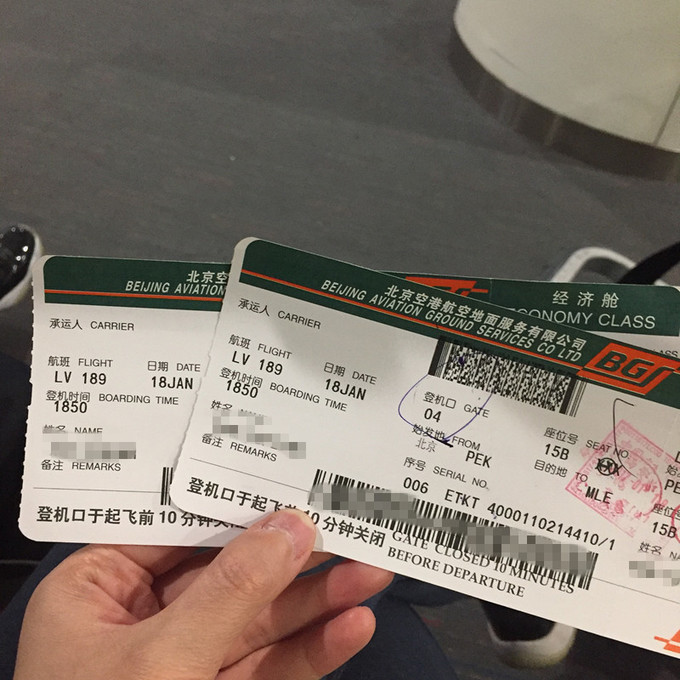 北京空
BEIJING AVIATION
承运人 CARRIER
航班 FLIGHT 日期 DATE
LV 189 18JAN
登机时间 BOARDING TIME
1850
姓名 NAME
备注 REMARKS
登机口于起飞前10分钟关闭
经济舱
ECONOMY CLASS
北京空港航空地面服务有限公司
BEIJING AVIATION GROUND SERVICES CO LTD
BGS
承运人 CARRIER
航班 FLIGHT 日期 DATE
LV 189 18JAN
登机时间 BOARDING TIME
1850
姓名
备注 REMARKS
登机口 GATE
04
始发地 FROM
北京 PEK
座位号 SEAT NO
15B
目的地 TO
MLE
序号 SERIAL NO.
006 ETKT 4000110214410/1
座位号
15B
姓名
登机口于起飞前10分钟关闭 GATE CLOSED 10 MINUTES
BEFORE DEPARTURE